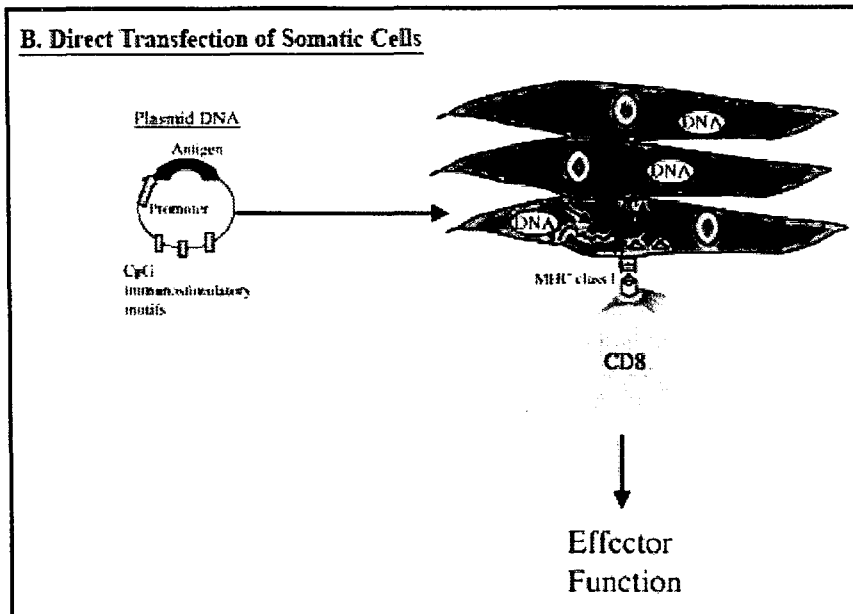 B. Direct Transfection of Somatic Cells
Plasmid DNA
Antigen
Promoter
CpG
immunostimulatory
motifs
DNA
DNA
DNA
MHC class I
CD8
Effector
Function